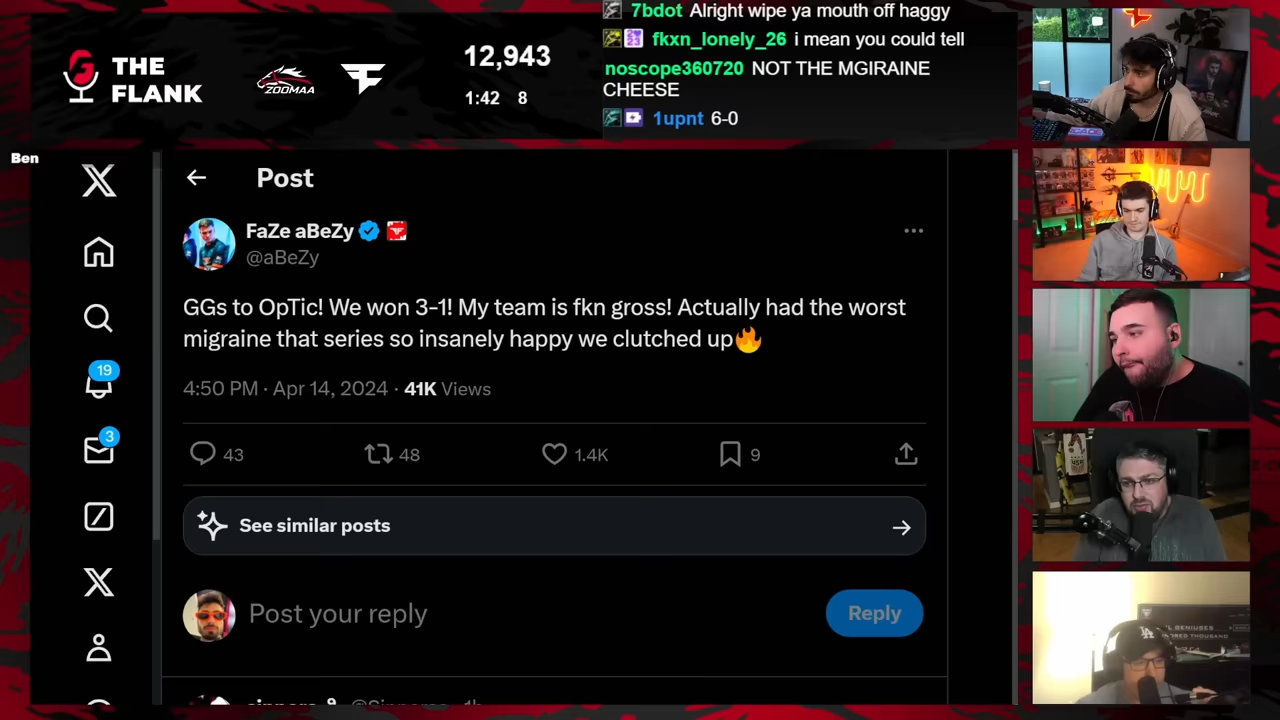 THE
FLANK
ZOOMAA
12,943
1:42 8
7bdot Alright wipe ya mouth off haggy
fkxn_lonely_26 i mean you could tell
noscope360720 NOT THE MGIRAINE
CHEESE
1upnt 6-0
Ben
Post
FaZe aBeZy
@aBeZy
GGs to OpTic! We won 3-1! My team is fkn gross! Actually had the worst
migraine that series so insanely happy we clutched up🔥
4:50 PM · Apr 14, 2024 · 41K Views
19
3
43 48 1.4K 9
See similar posts
Post your reply
Reply